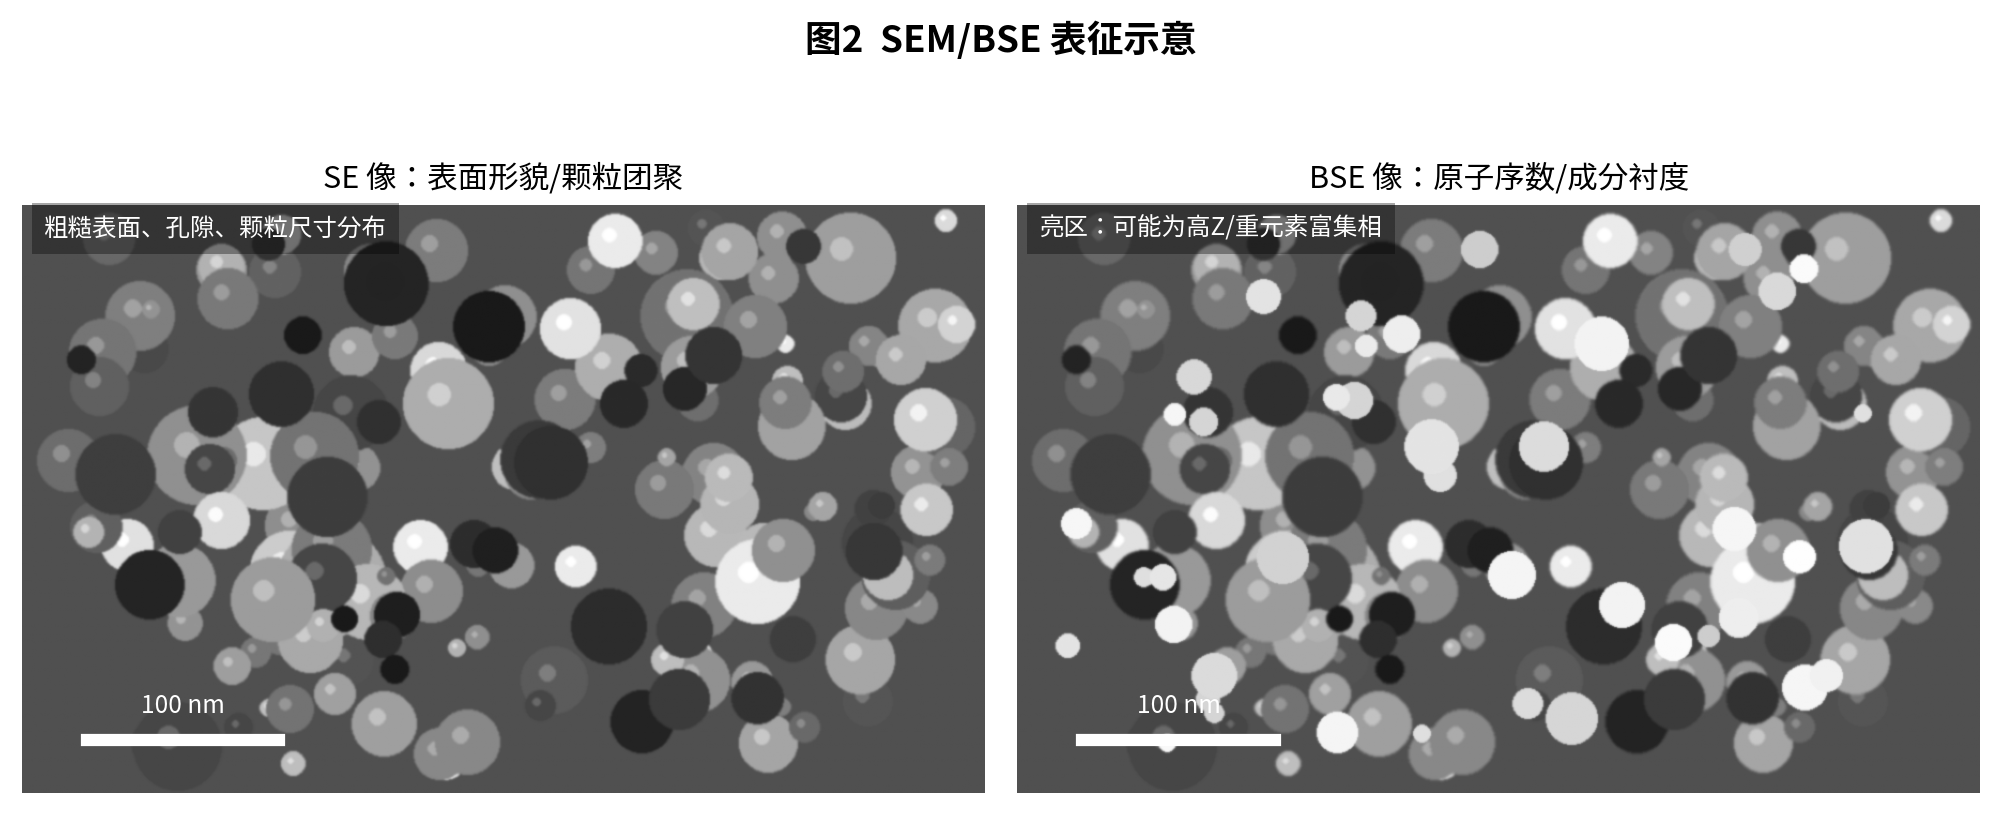 图2 SEM/BSE 表征示意
SE 像：表面形貌/颗粒团聚
粗糙表面、孔隙、颗粒尺寸分布
100 nm
BSE 像：原子序数/成分衬度
亮区：可能为高Z/重元素富集相
100 nm